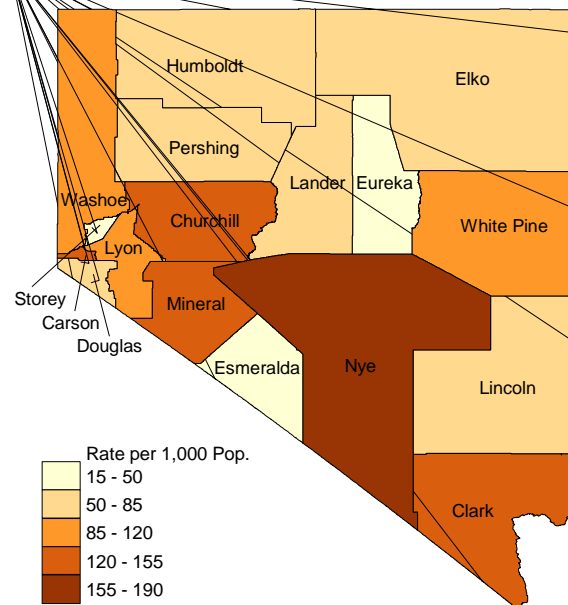 Humboldt
Elko
Pershing
Lander
Eureka
Washoe
Churchill
White Pine
Lyon
Storey
Mineral
Carson
Douglas
Esmeralda
Nye
Lincoln
Rate per 1,000 Pop.
15 - 50
50 - 85
85 - 120
120 - 155
155 - 190
Clark